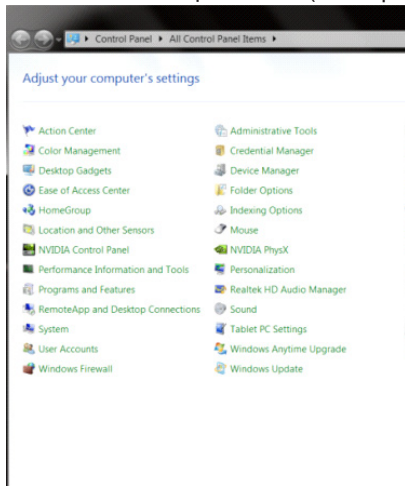 Control Panel ▸ All Control Panel Items ▸
Adjust your computer's settings
Action Center
Administrative Tools
Color Management
Credential Manager
Desktop Gadgets
Device Manager
Ease of Access Center
Folder Options
HomeGroup
Indexing Options
Location and Other Sensors
Mouse
NVIDIA Control Panel
NVIDIA PhysX
Performance Information and Tools
Personalization
Programs and Features
Realtek HD Audio Manager
RemoteApp and Desktop Connections
Sound
System
Tablet PC Settings
User Accounts
Windows Anytime Upgrade
Windows Firewall
Windows Update